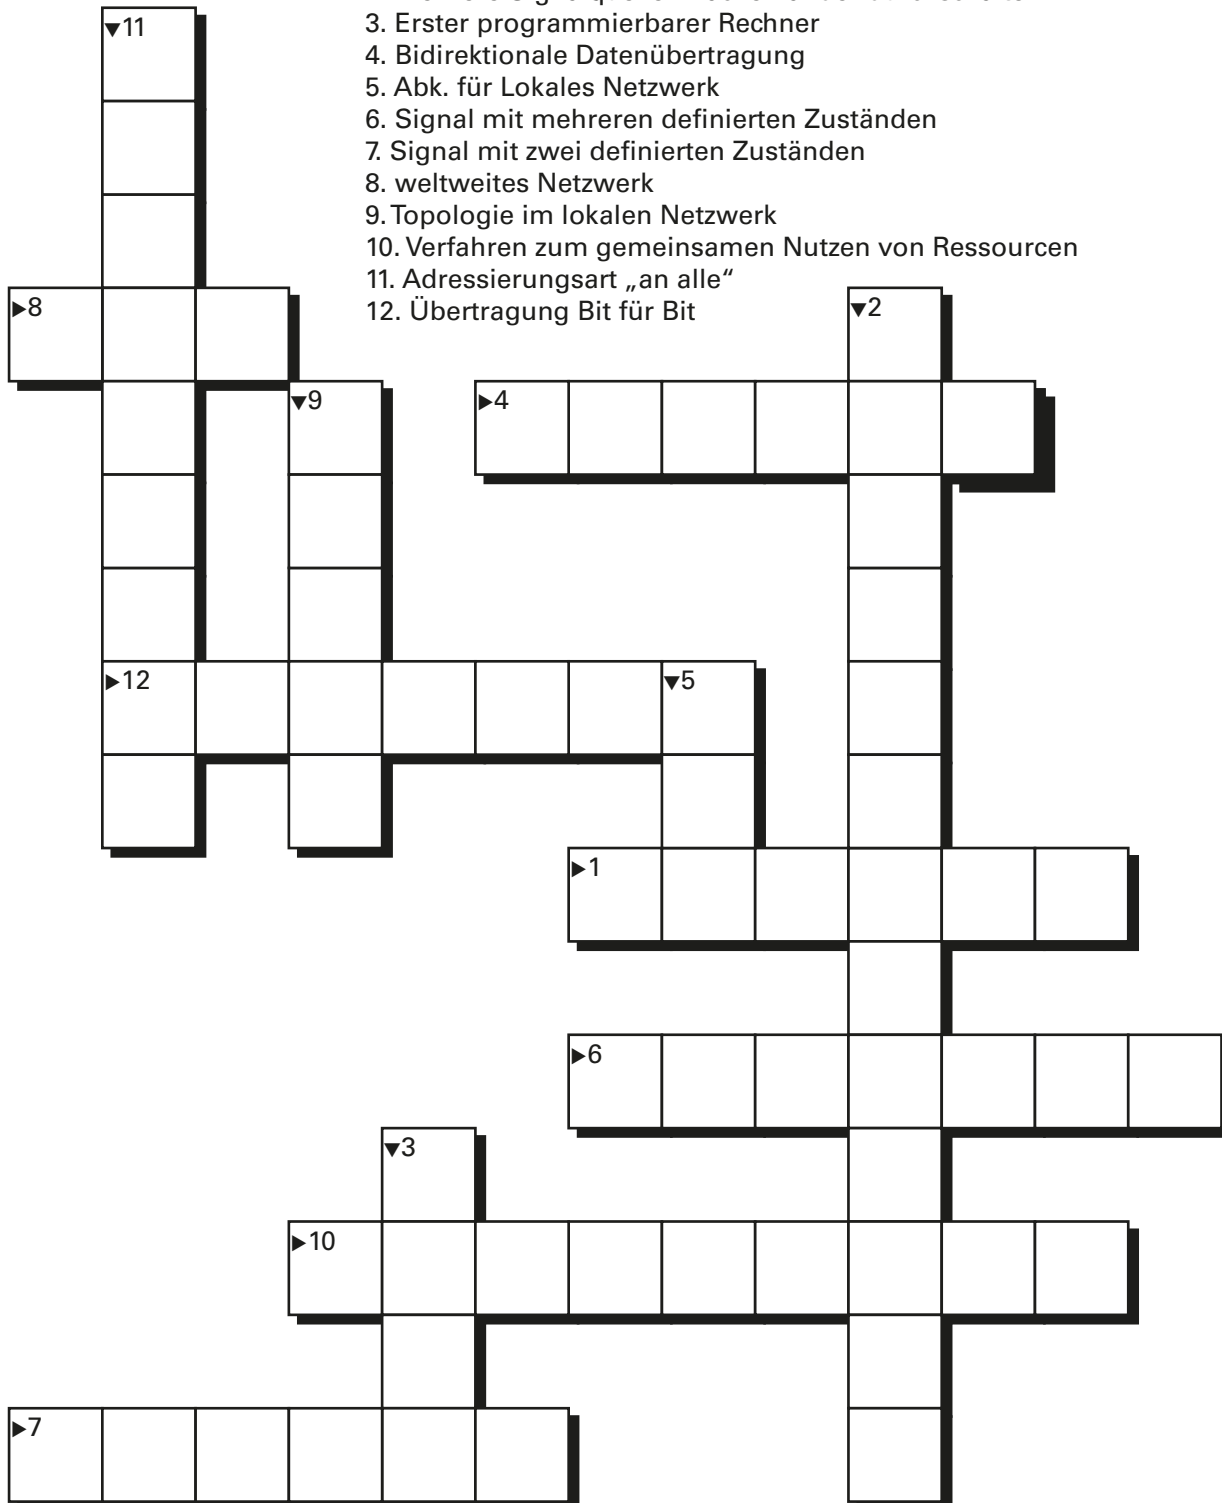 3. Erster programmierbarer Rechner
4. Bidirektionale Datenübertragung
5. Abk. für Lokales Netzwerk
6. Signal mit mehreren definierten Zuständen
7. Signal mit zwei definierten Zuständen
8. weltweites Netzwerk
9. Topologie im lokalen Netzwerk
10. Verfahren zum gemeinsamen Nutzen von Ressourcen
11. Adressierungsart „an alle“
12. Übertragung Bit für Bit
▼11
▶8
▼2
▼9
▶4
▶12
▼5
▶1
▶6
▼3
▶10
▶7